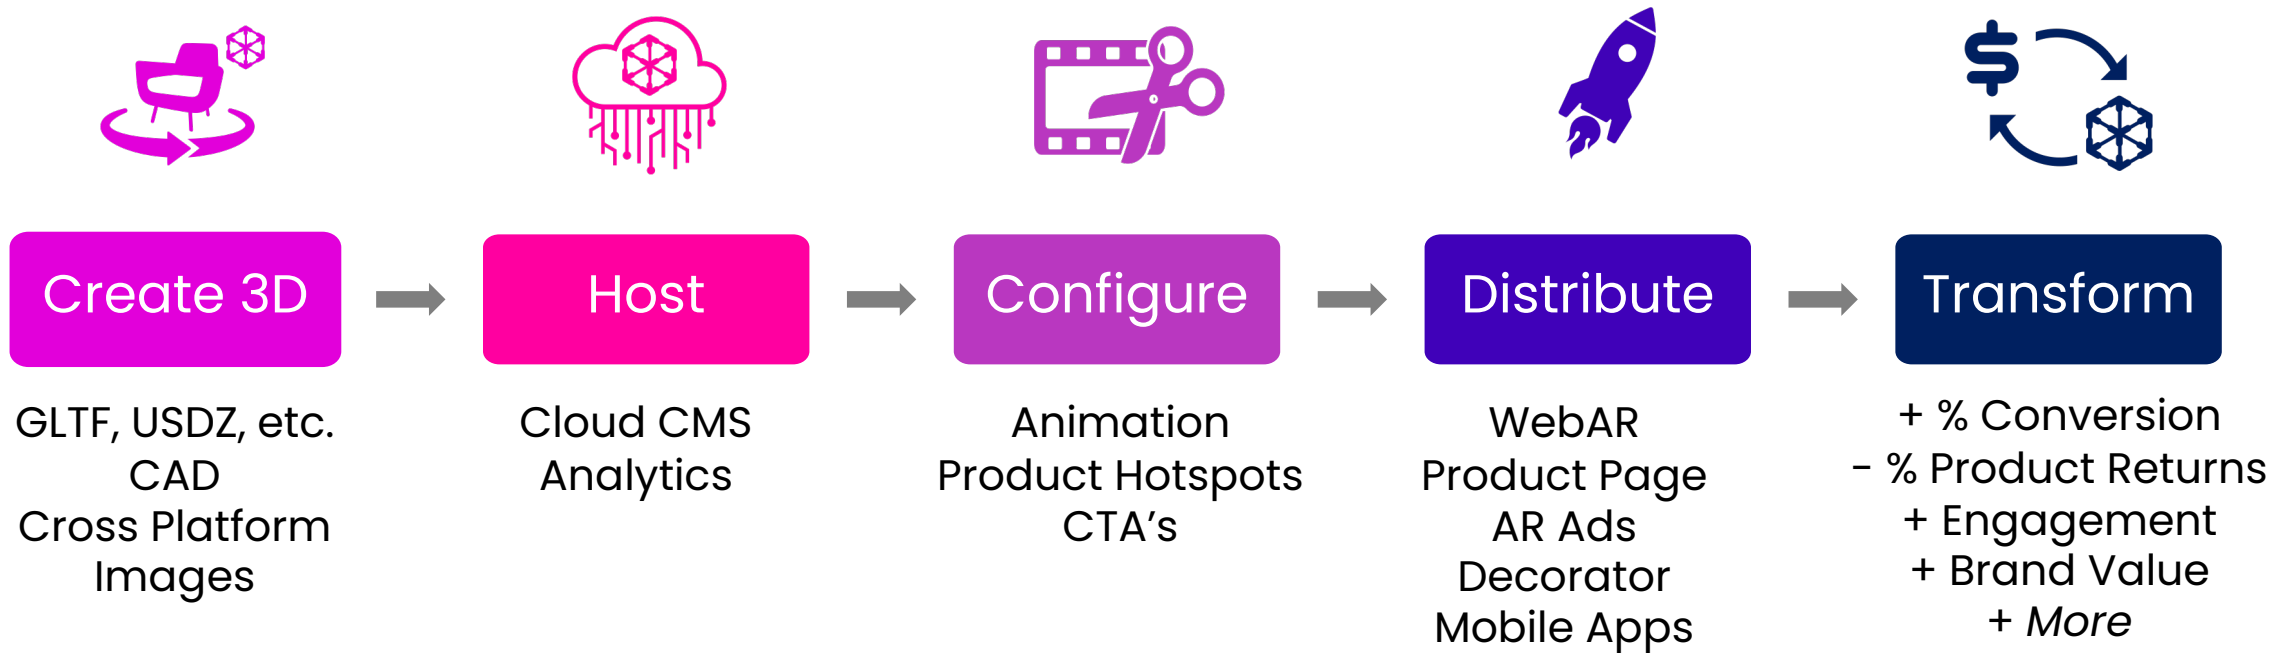 Create 3D
GLTF, USDZ, etc.
CAD
Cross Platform
Images
Host
Cloud CMS
Analytics
Configure
Animation
Product Hotspots
CTA’s
Distribute
WebAR
Product Page
AR Ads
Decorator
Mobile Apps
Transform
+ % Conversion
- % Product Returns
+ Engagement
+ Brand Value
+ More